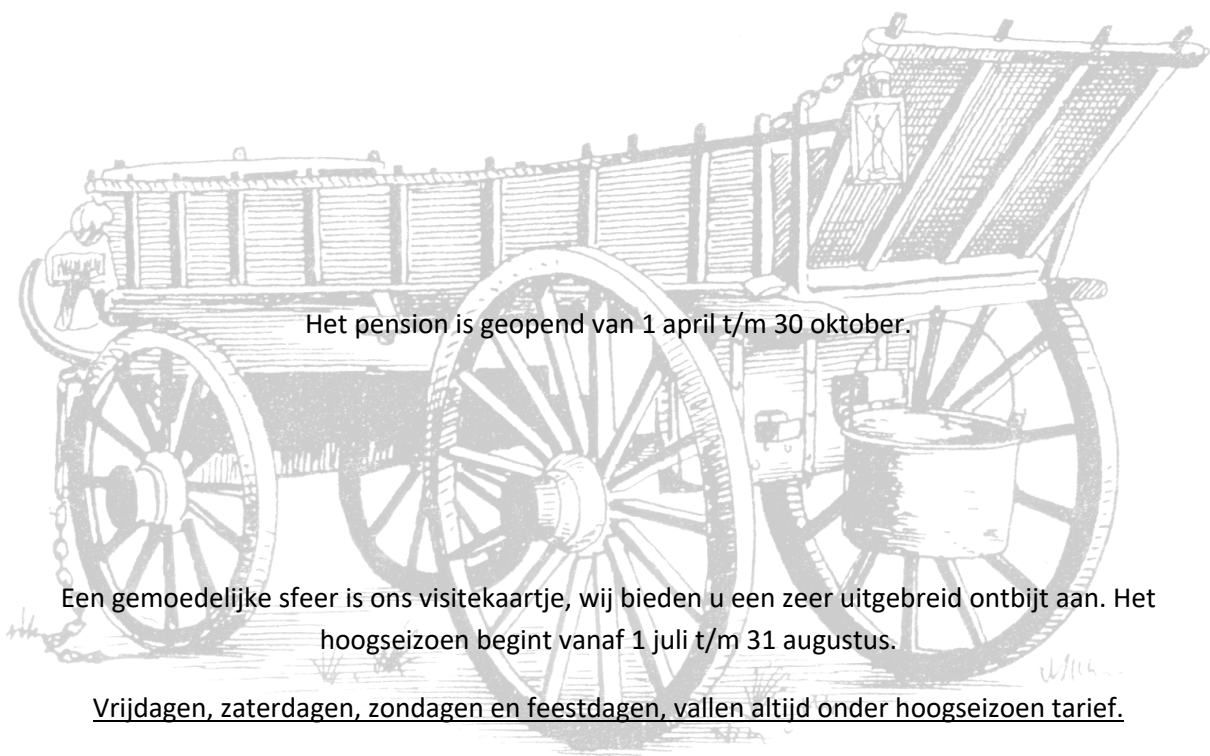 Het pension is geopend van 1 april t/m 30 oktober.
Een gemoedelijke sfeer is ons visitekaartje, wij bieden u een zeer uitgebreid ontbijt aan. Het
hoogseizoen begint vanaf 1 juli t/m 31 augustus.
Vrijdagen, zaterdagen, zondagen en feestdagen, vallen altijd onder hoogseizoen tarief.